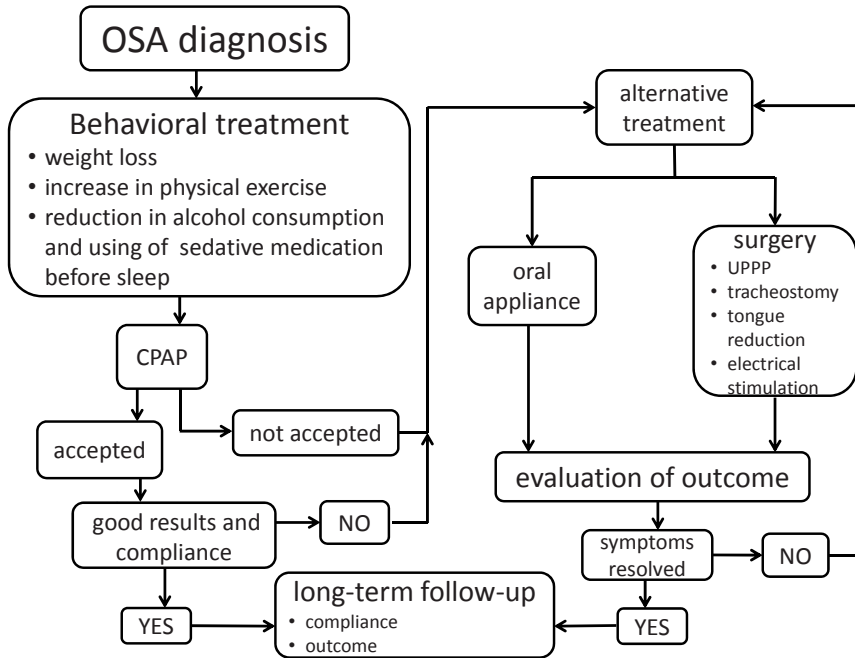 OSA diagnosis
Behavioral treatment
• weight loss
• increase in physical exercise
• reduction in alcohol consumption
and using of sedative medication
before sleep
CPAP
accepted
not accepted
good results and
compliance
NO
YES
long-term follow-up
• compliance
• outcome
alternative
treatment
oral
appliance
surgery
• UPPP
• tracheostomy
• tongue
reduction
• electrical
stimulation
evaluation of outcome
symptoms
resolved
NO
YES